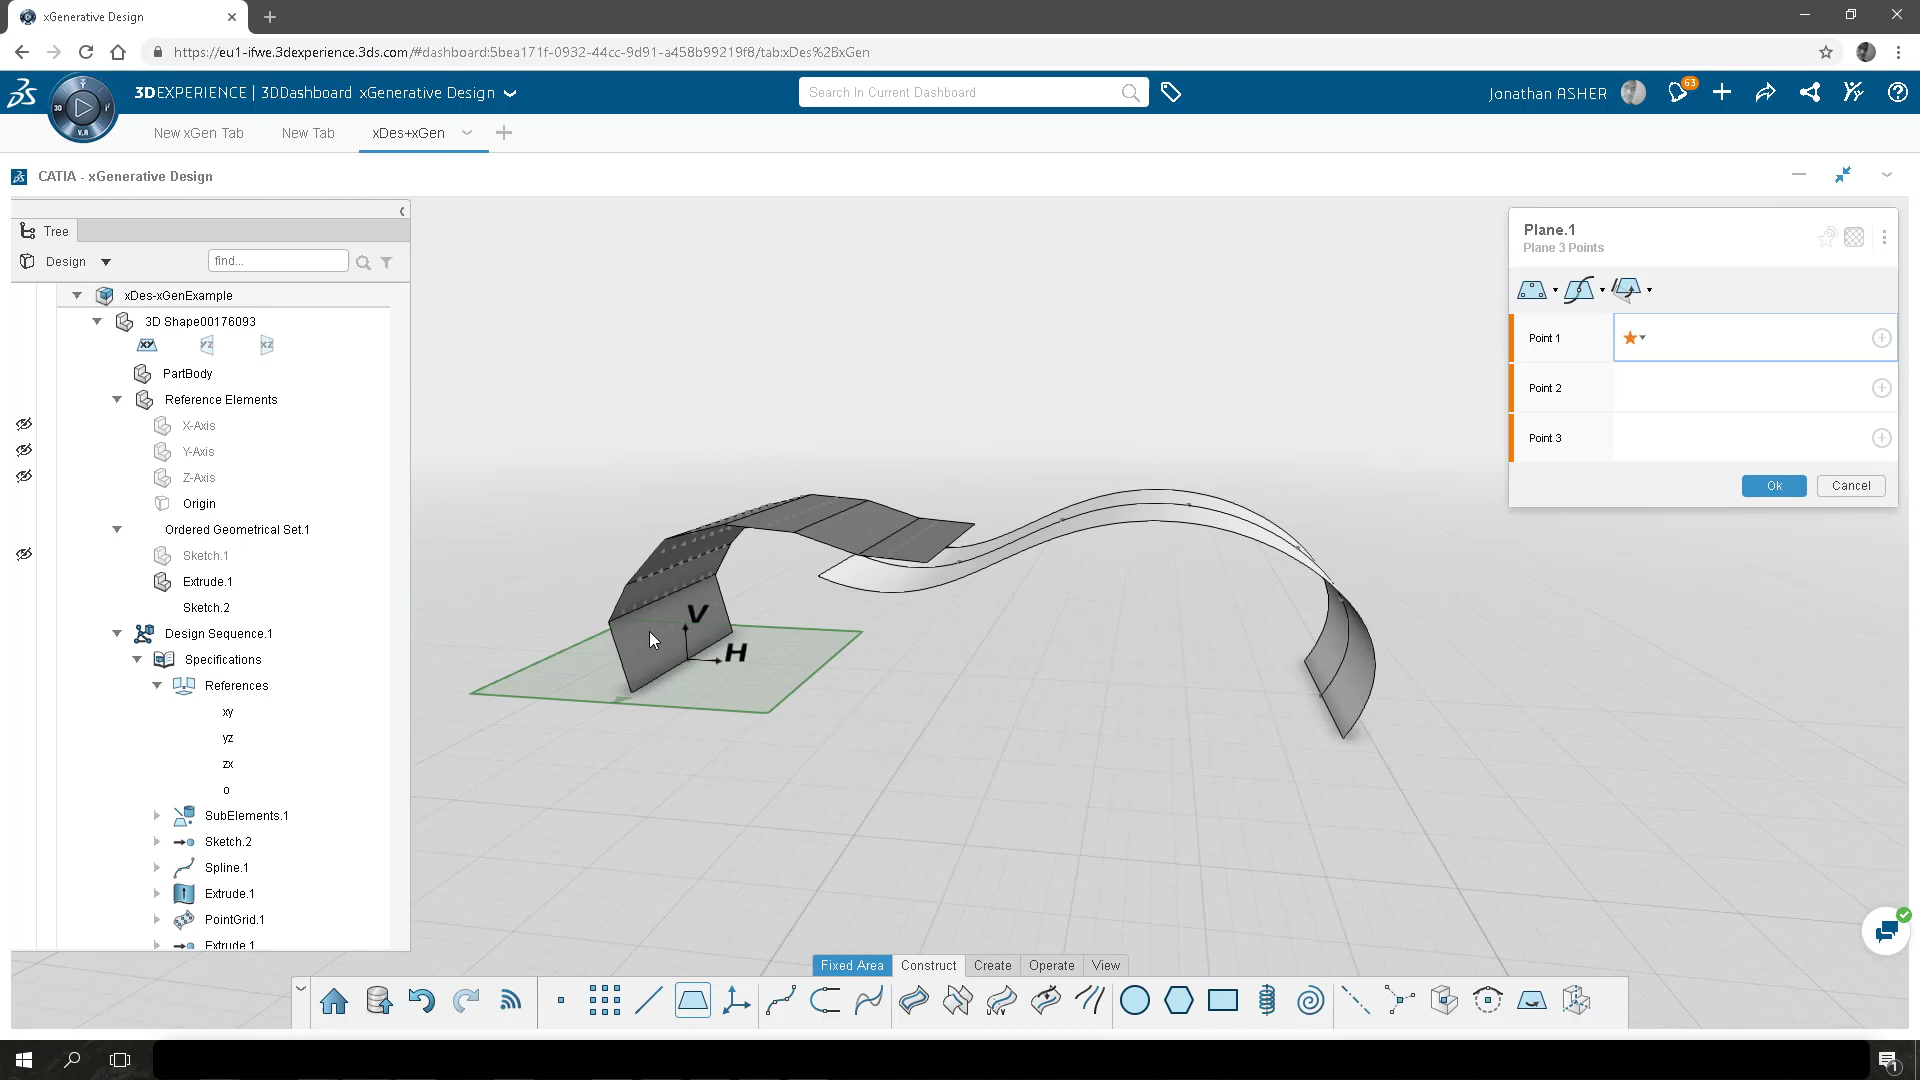 xGenerative Design
https://eu1-ifwe.3dexperience.3ds.com/#dashboard:5bea171f-0932-44cc-9d91-a458b99219f8/tab:xDes%2BxGen
3D
V.R
3DEXPERIENCE | 3DDashboard xGenerative Design
Search In Current Dashboard
Jonathan ASHER
63
New xGen Tab
New Tab
xDes+xGen
CATIA - xGenerative Design
Tree
Design
find...
xDes-xGenExample
3D Shape00176093
XY
YZ
XZ
PartBody
Reference Elements
X-Axis
Y-Axis
Z-Axis
Origin
Ordered Geometrical Set.1
Sketch.1
Extrude.1
Sketch.2
Design Sequence.1
Specifications
References
xy
yz
zx
o
SubElements.1
Sketch.2
Spline.1
Extrude.1
PointGrid.1
Extrude.1
V
H
Plane.1
Plane 3 Points
Point 1
Point 2
Point 3
Ok
Cancel
Fixed Area
Construct
Create
Operate
View
1